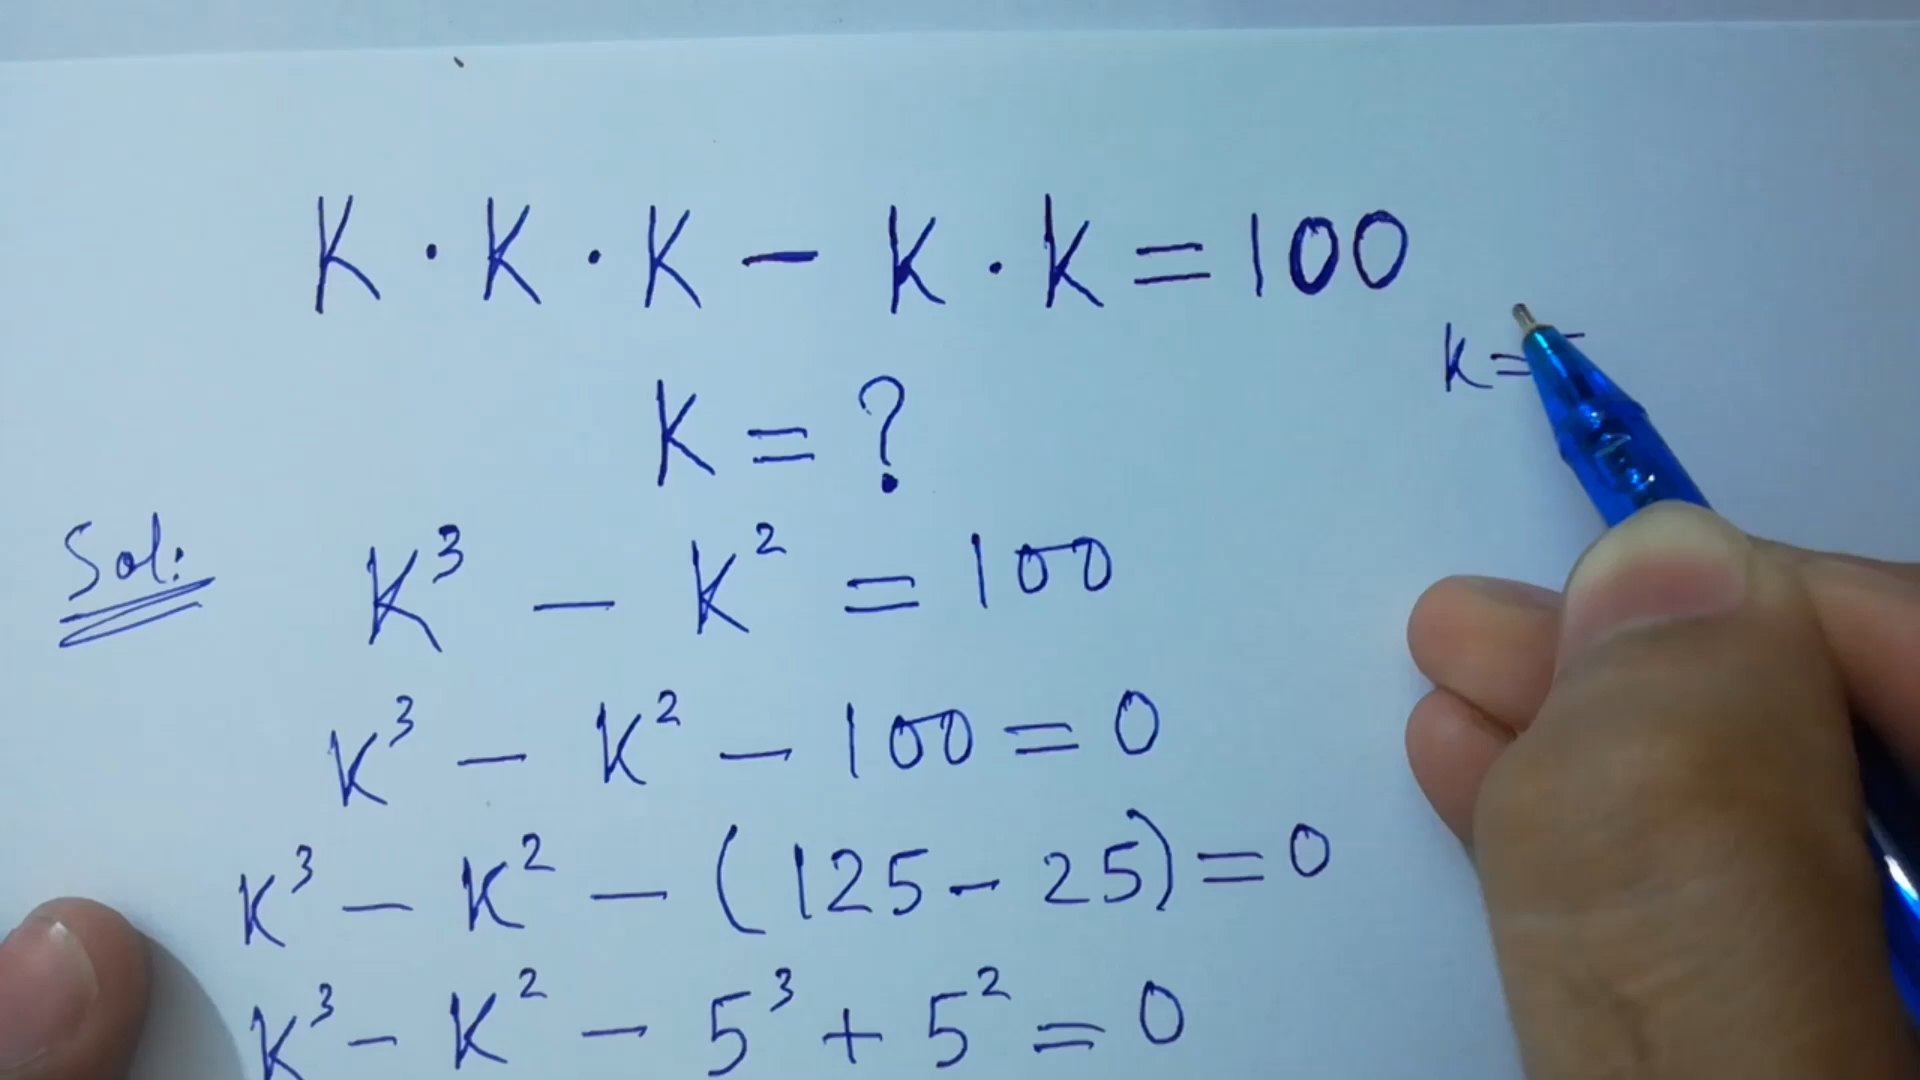 K · K · K - K · K = 100
K =
K = ?
Sol:
K³ - K² = 100
K³ - K² - 100 = 0
K³ - K² - (125 - 25) = 0
K³ - K² - 5³ + 5² = 0